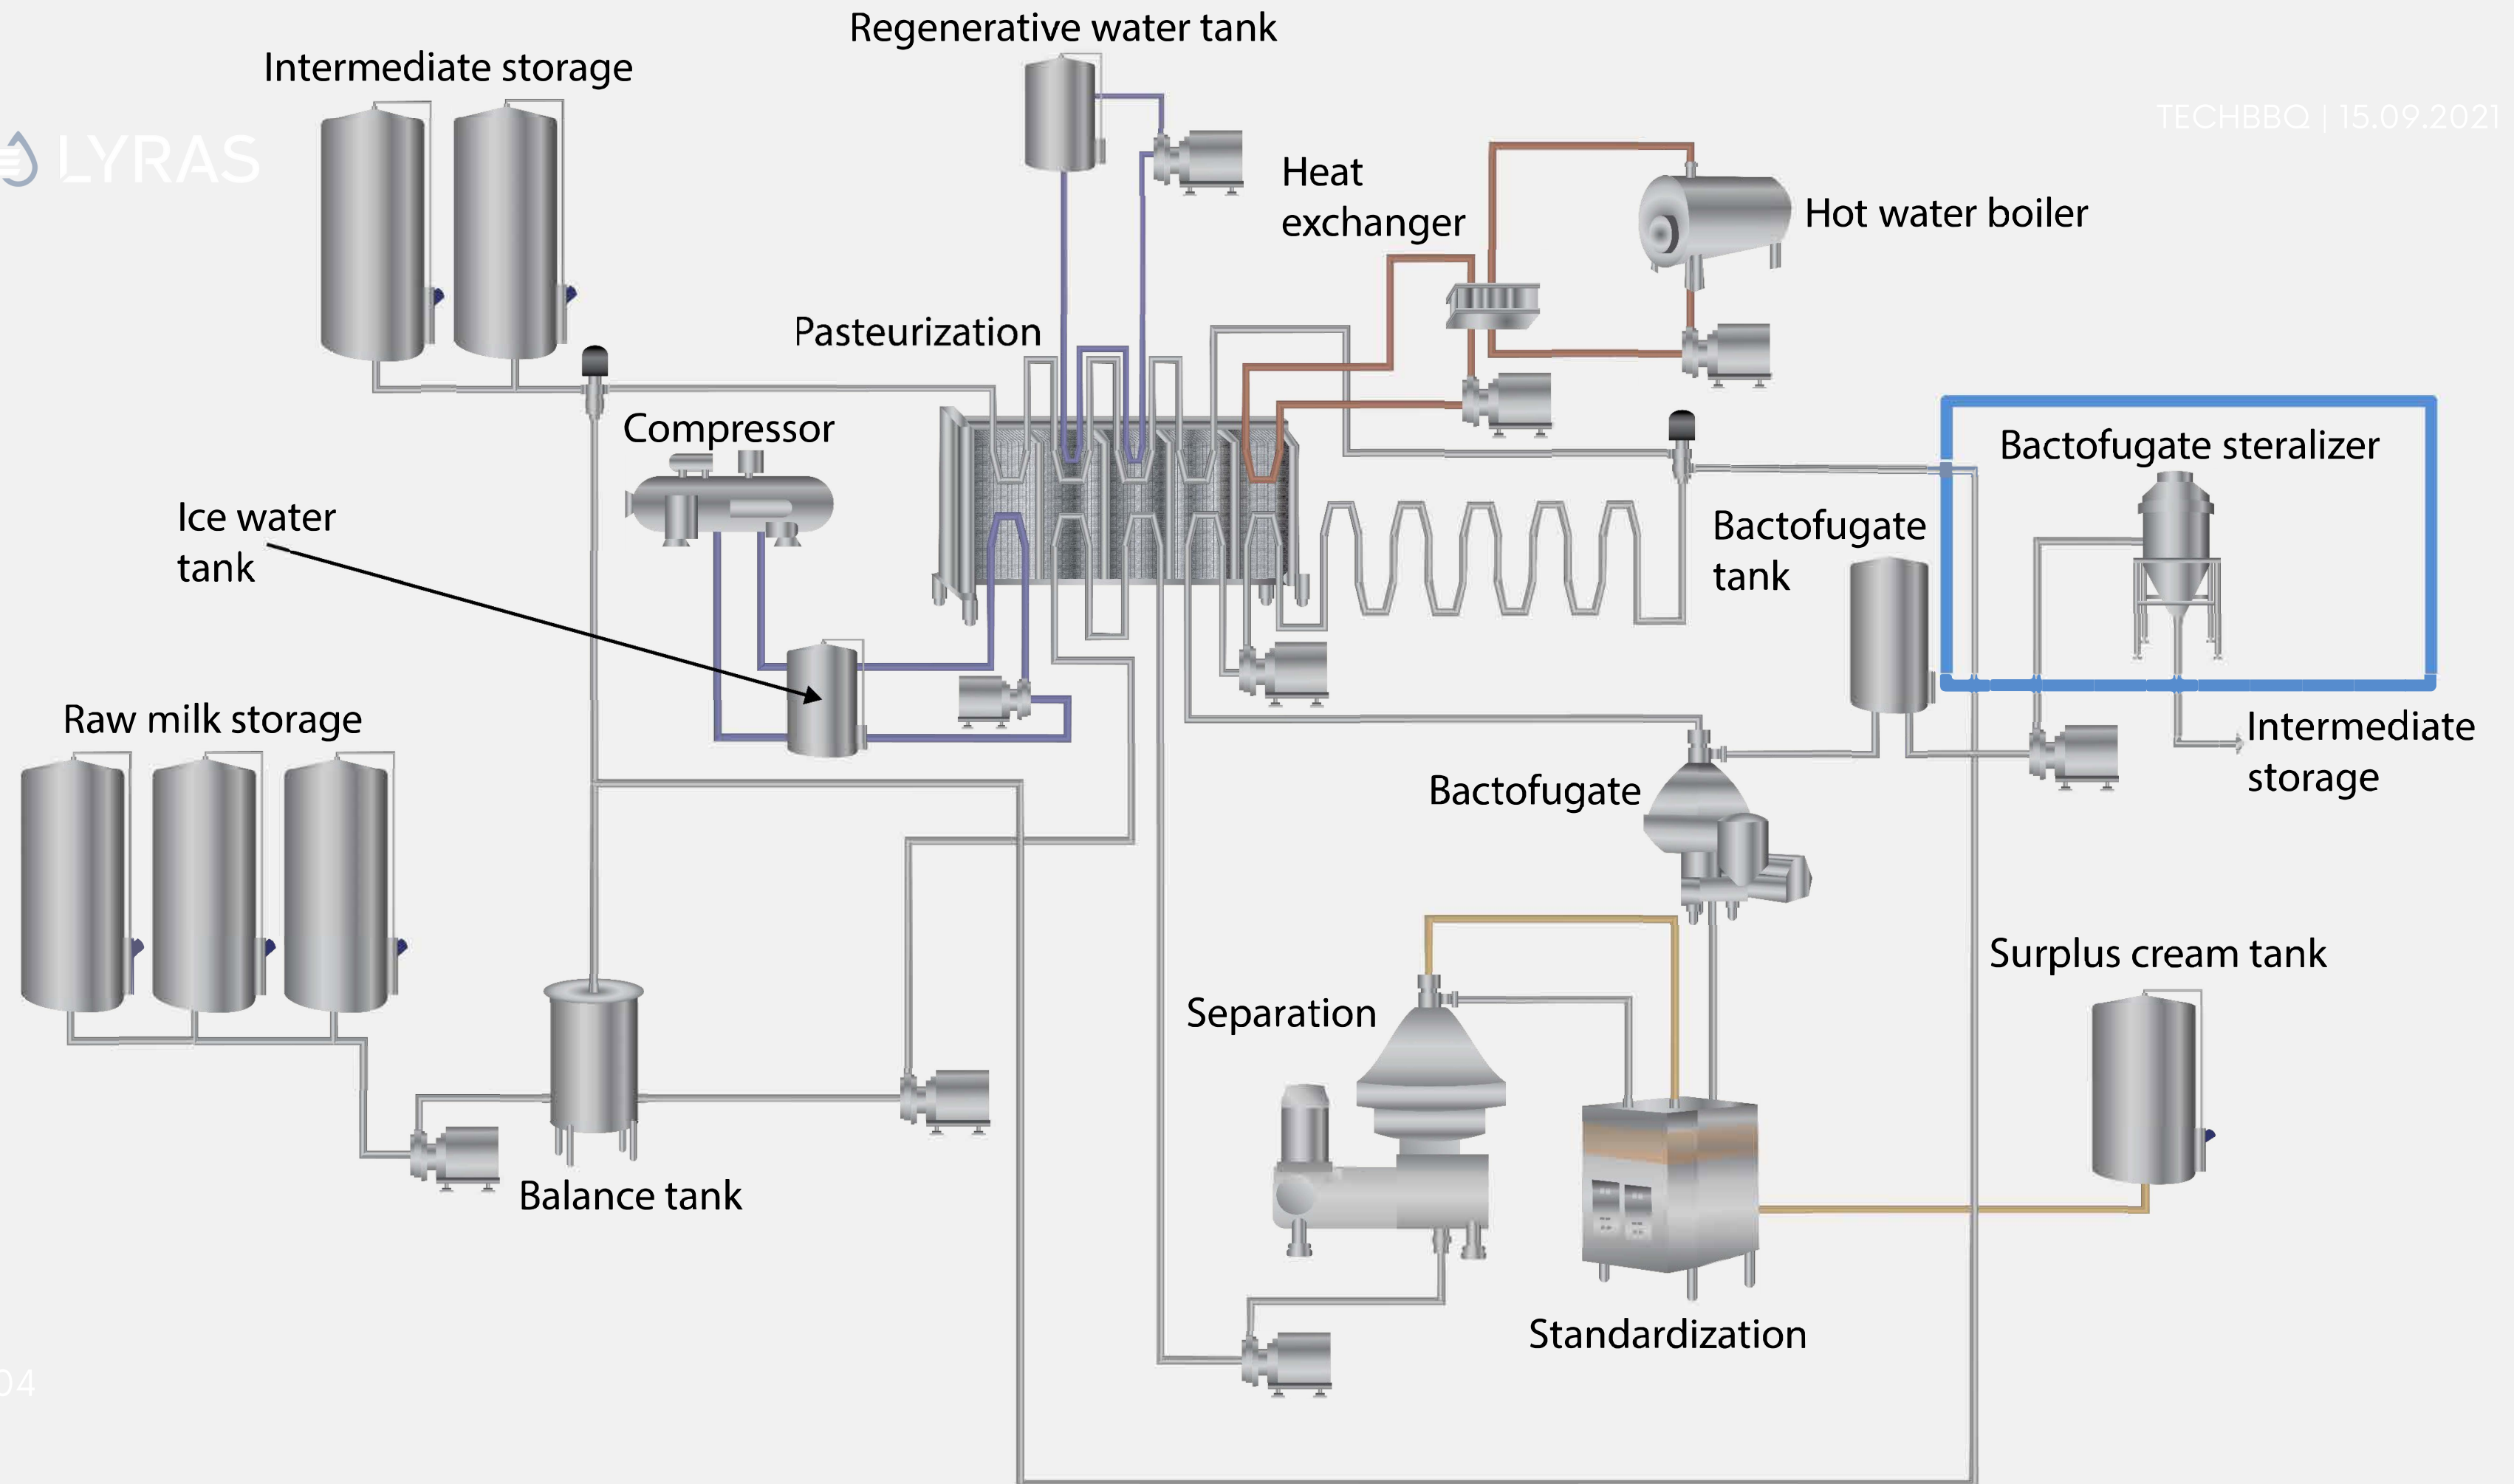 Regenerative water tank
Intermediate storage
TECHBBQ | 15.09.2021
LYRAS
Heat
exchanger
Hot water boiler
Pasteurization
Compressor
Bactofugate steralizer
Ice water
tank
Bactofugate
tank
Raw milk storage
Intermediate
storage
Bactofugate
Surplus cream tank
Separation
Balance tank
Standardization
04